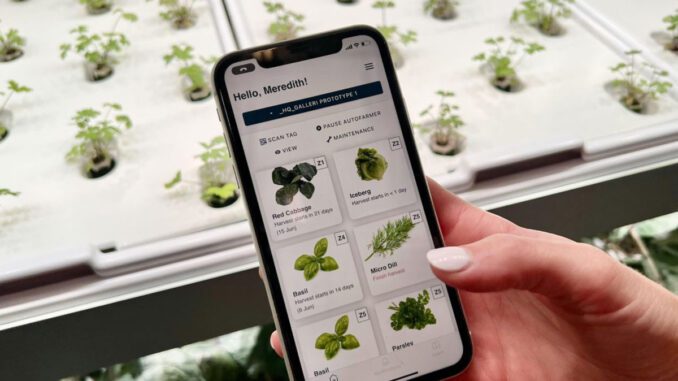 Hello, Meredith!
_HQ_GALLERI PROTOTYPE 1
SCAN TAG
PAUSE AUTOFARMER
VIEW
MAINTENANCE
Z1
Red Cabbage
Harvest starts in 21 days
(15 Jun)
Z2
Iceberg
Harvest starts in < 1 day
Z4
Basil
Harvest starts in 14 days
(8 Jun)
Z5
Micro Dill
Finish harvest
Z5
Z5
Parsley